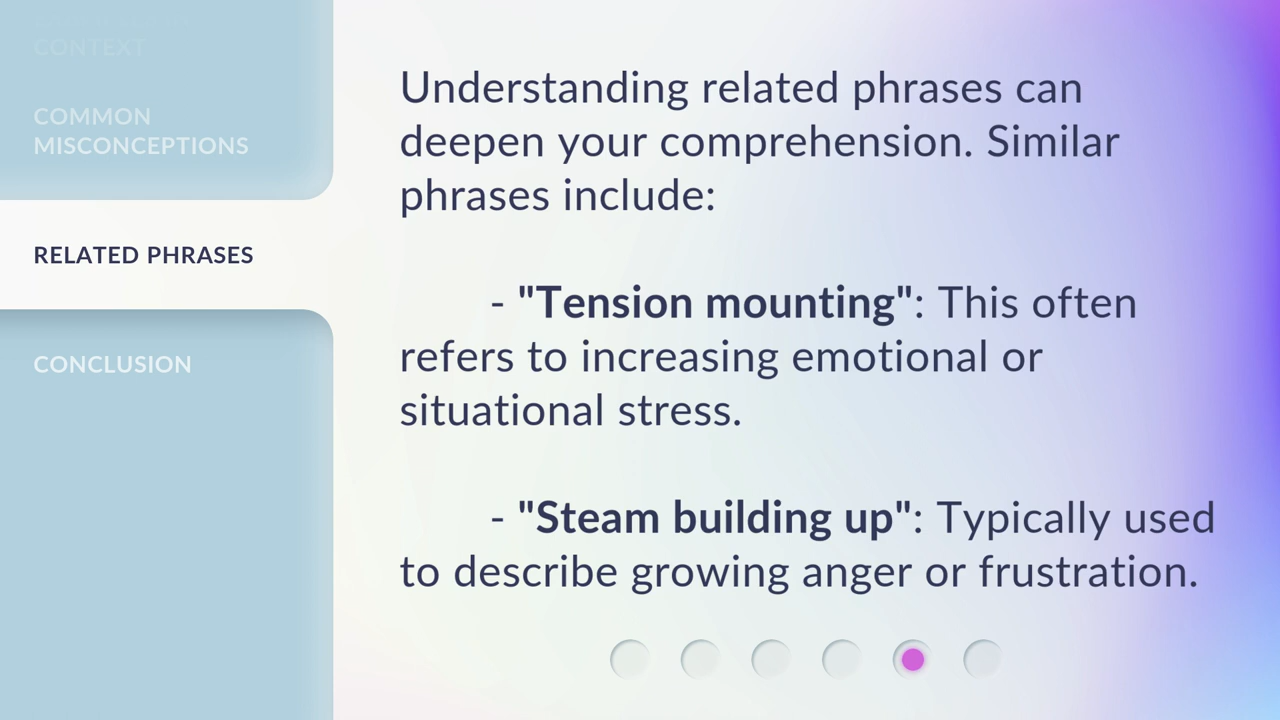 CONTEXT
COMMON
MISCONCEPTIONS
RELATED PHRASES
CONCLUSION
Understanding related phrases can
deepen your comprehension. Similar
phrases include:
- "Tension mounting": This often
refers to increasing emotional or
situational stress.
- "Steam building up": Typically used
to describe growing anger or frustration.